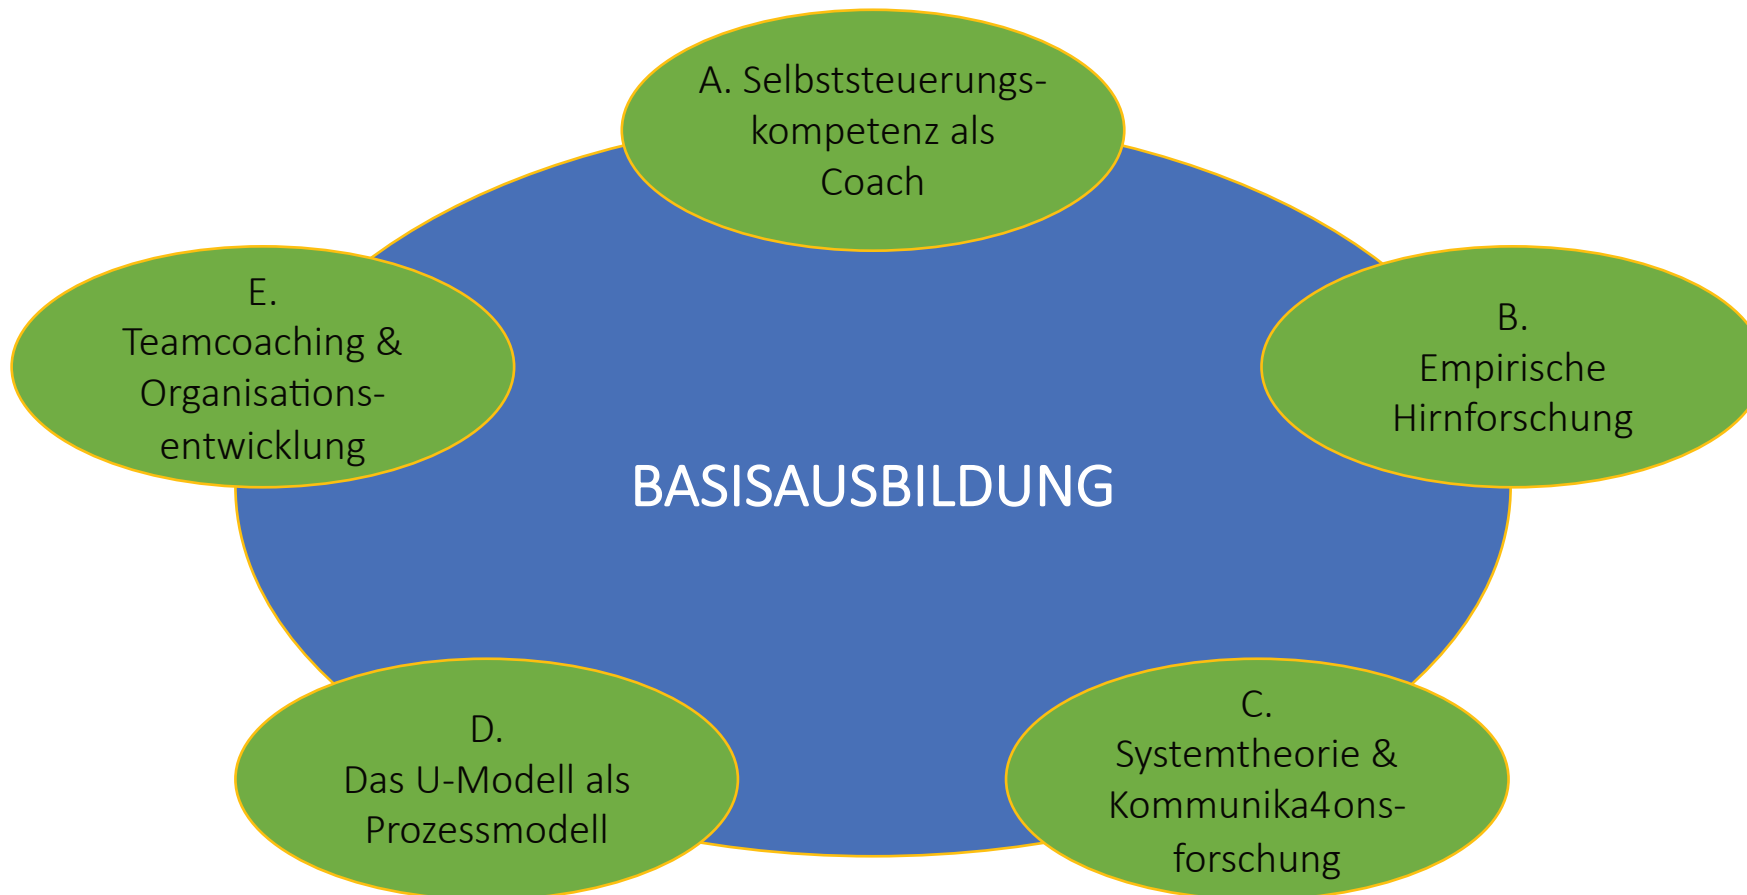 A. Selbststeuerungs-
kompetenz als
Coach
B.
Empirische
Hirnforschung
C.
Systemtheorie &
Kommunika4ons-
forschung
D.
Das U-Modell als
Prozessmodell
E.
Teamcoaching &
Organisations-
entwicklung
BASISAUSBILDUNG